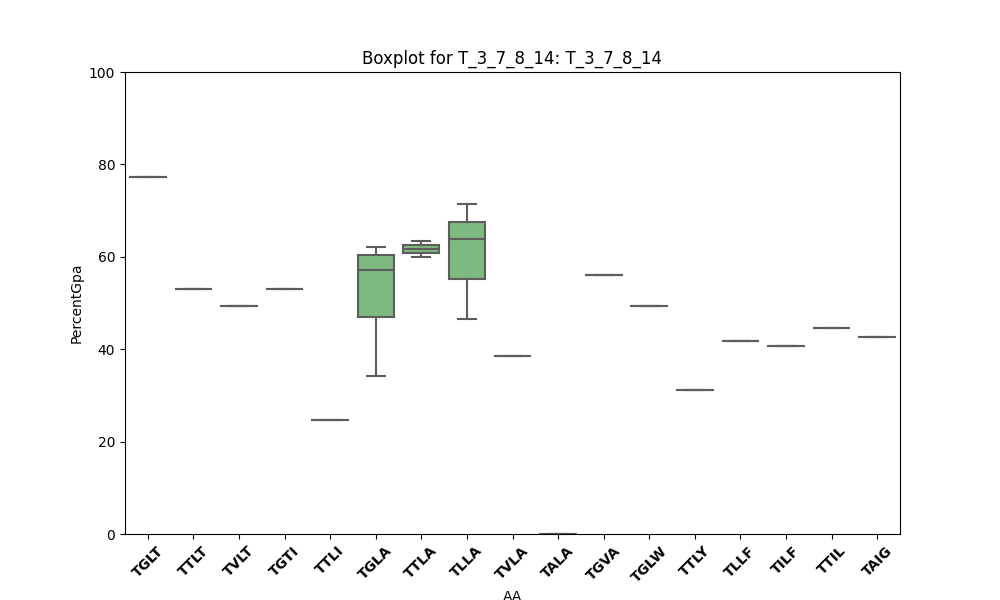 Boxplot for T_3_7_8_14: T_3_7_8_14
100
80
60
40
20
0
PercentGpa
TGLT
TTLT
TVLT
TGTI
TTLI
TGLA
TTLA
TLLA
TVLA
TALA
TGVA
TGLW
TTLY
TLLF
TILF
TTIL
TAIG
AA